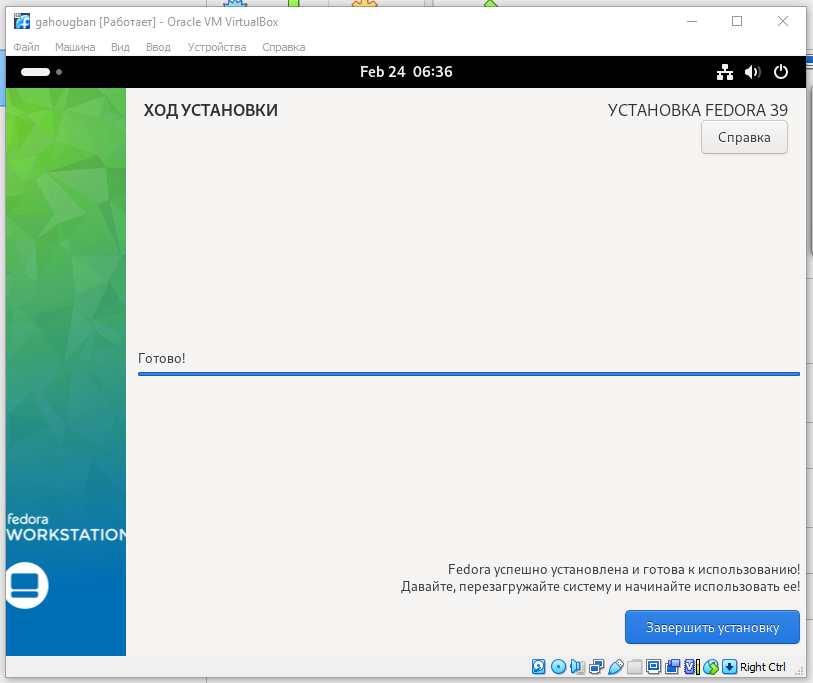 gahougban [Работает] - Oracle VM VirtualBox
Файл Машина Вид Ввод Устройства Справка
Feb 24 06:36
ХОД УСТАНОВКИ
УСТАНОВКА FEDORA 39
Справка
Готово!
fedora
WORKSTATION
Fedora успешно установлена и готова к использованию!
Давайте, перезагружайте систему и начинайте использовать ее!
Завершить установку
Right Ctrl